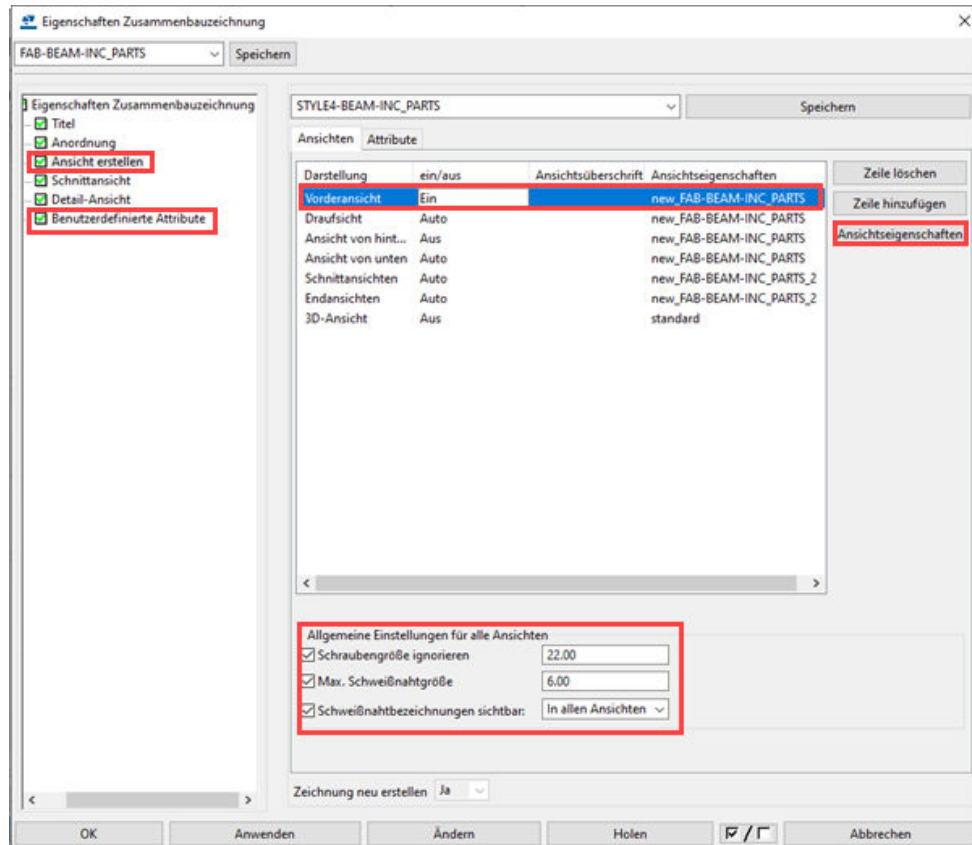 Eigenschaften Zusammenbauzeichnung
FAB-BEAM-INC_PARTS Speichern
Eigenschaften Zusammenbauzeichnung
Titel
Anordnung
Ansicht erstellen
Schnittansicht
Detail-Ansicht
Benutzerdefinierte Attribute
STYLE4-BEAM-INC_PARTS Speichern
Ansichten Attribute
Darstellung ein/aus Ansichtsüberschrift Ansichtseigenschaften
Vorderansicht Ein new_FAB-BEAM-INC_PARTS
Draufsicht Auto new_FAB-BEAM-INC_PARTS
Ansicht von hint... Aus new_FAB-BEAM-INC_PARTS
Ansicht von unten Auto new_FAB-BEAM-INC_PARTS
Schnittansichten Auto new_FAB-BEAM-INC_PARTS_2
Endansichten Auto new_FAB-BEAM-INC_PARTS_2
3D-Ansicht Aus standard
Zeile löschen
Zeile hinzufügen
Ansichtseigenschaften
Allgemeine Einstellungen für alle Ansichten
Schraubengröße ignorieren 22.00
Max. Schweißnahtgröße 6.00
Schweißnahtbezeichnungen sichtbar: In allen Ansichten
Zeichnung neu erstellen Ja
OK Anwenden Ändern Holen / Abbrechen